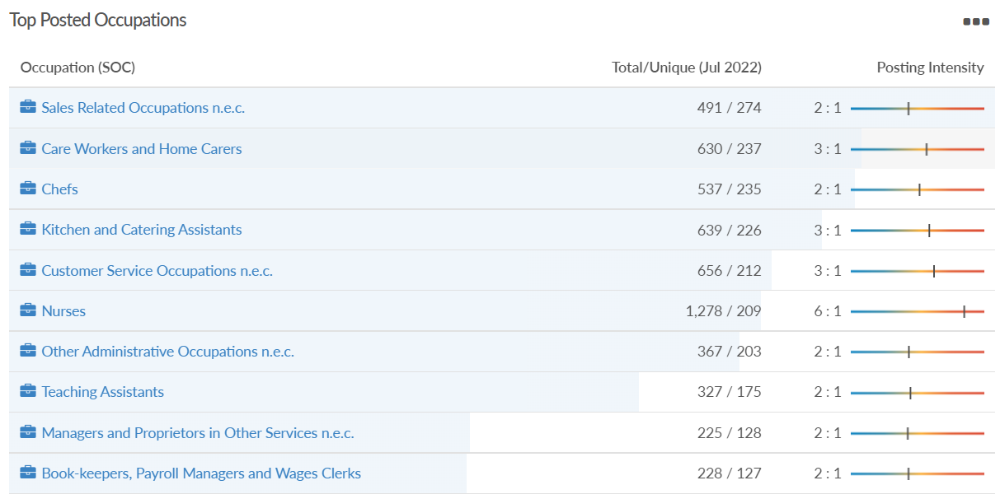 Top Posted Occupations
Occupation (SOC) Total/Unique (Jul 2022) Posting Intensity
Sales Related Occupations n.e.c. 491 / 274 2 : 1
Care Workers and Home Carers 630 / 237 3 : 1
Chefs 537 / 235 2 : 1
Kitchen and Catering Assistants 639 / 226 3 : 1
Customer Service Occupations n.e.c. 656 / 212 3 : 1
Nurses 1,278 / 209 6 : 1
Other Administrative Occupations n.e.c. 367 / 203 2 : 1
Teaching Assistants 327 / 175 2 : 1
Managers and Proprietors in Other Services n.e.c. 225 / 128 2 : 1
Book-keepers, Payroll Managers and Wages Clerks 228 / 127 2 : 1